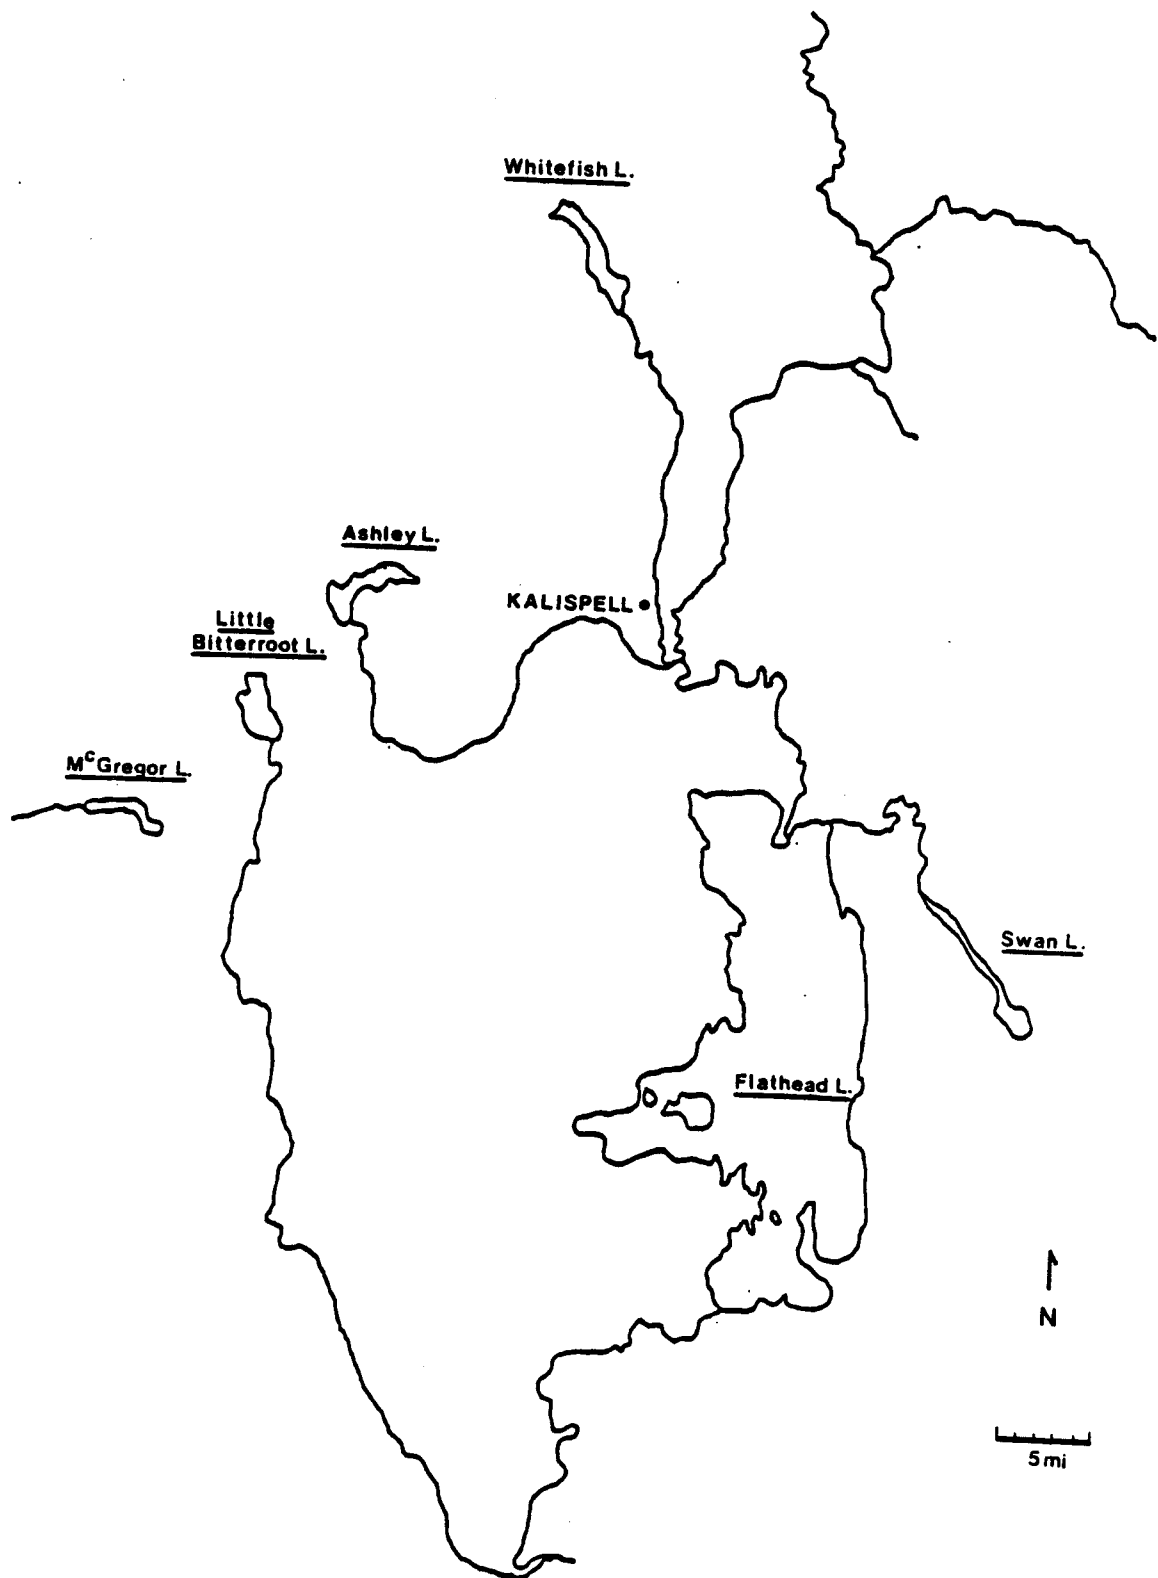 Whitefish L.
Ashley L.
KALISPELL
Little
Bitterroot L.
McGregor L.
Swan L.
Flathead L.
N
5 mi